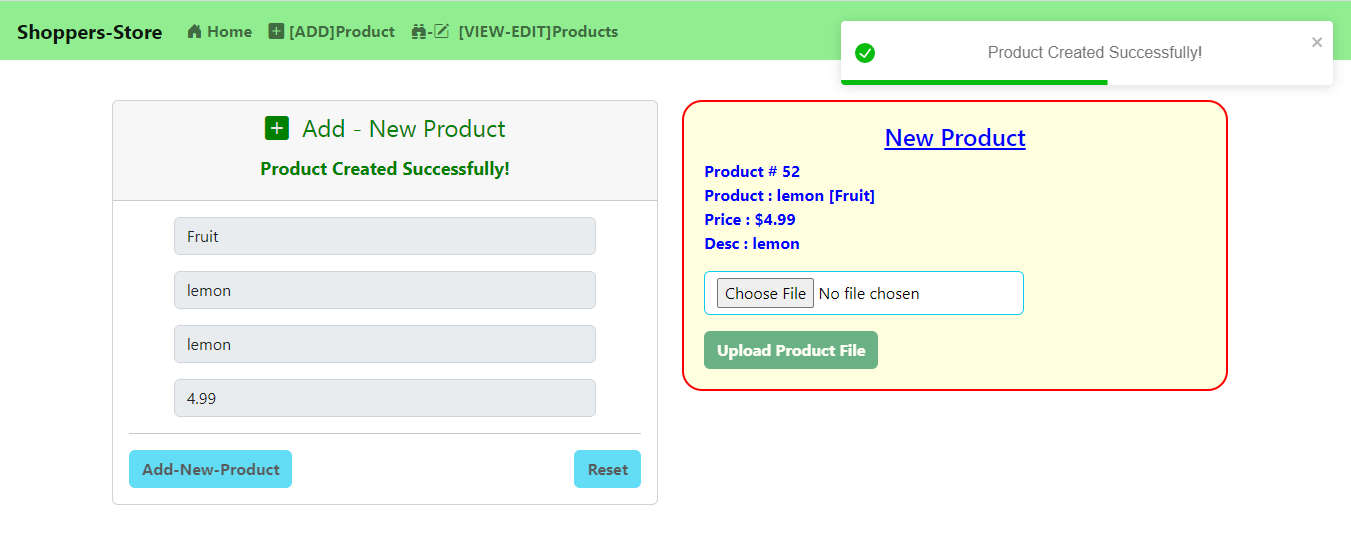 Shoppers-Store Home [ADD]Product - [VIEW-EDIT]Products
Product Created Successfully!
Add - New Product
Product Created Successfully!
Fruit
lemon
lemon
4.99
Add-New-Product Reset
New Product
Product # 52
Product : lemon [Fruit]
Price : $4.99
Desc : lemon
Choose File No file chosen
Upload Product File